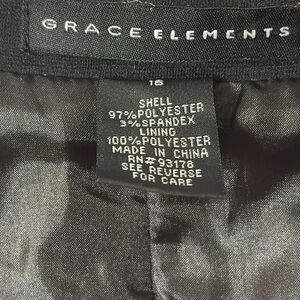 GRACE ELEMENTS
16
SHELL
97%POLYESTER
3%SPANDEX
LINING
100%POLYESTER
MADE IN CHINA
RN#93178
SEE REVERSE
FOR CARE